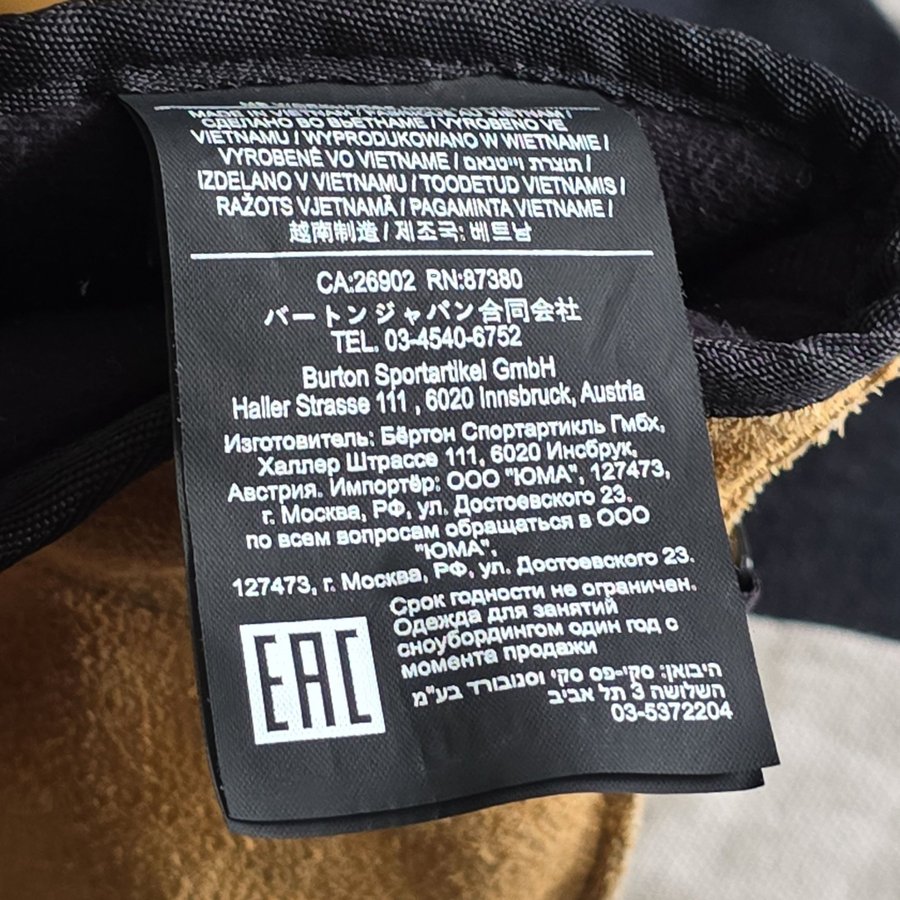 MADE IN VIETNAM / FABRIQUÉ AU VIETNAM /
СДЕЛАНО ВО ВЬЕТНАМЕ / VYROBENO VE
VIETNAMU / WYPRODUKOWANO W WIETNAMIE /
VYROBENÉ VO VIETNAME / תוצרת וייטנאם /
IZDELANO V VIETNAMU / TOODETUD VIETNAMIS /
RAŽOTS VJETNAMĀ / PAGAMINTA VIETNAME /
越南制造 / 제조국: 베트남
CA:26902 RN:87380
バートンジャパン合同会社
TEL. 03-4540-6752
Burton Sportartikel GmbH
Haller Strasse 111 , 6020 Innsbruck, Austria
Изготовитель: Бёртон Спортартикль Гмбх,
Халлер Штрассе 111, 6020 Инсбрук,
Австрия. Импортёр: ООО "ЮМА", 127473,
г. Москва, РФ, ул. Достоевского 23.
по всем вопросам обращаться в ООО
"ЮМА",
127473, г. Москва, РФ, ул. Достоевского 23.
Срок годности не ограничен.
Одежда для занятий
сноубордингом один год с
момента продажи
EAC
היבואן: סקי-פס סקי וסנובורד בע"מ
השלושה 3 תל אביב
03-5372204